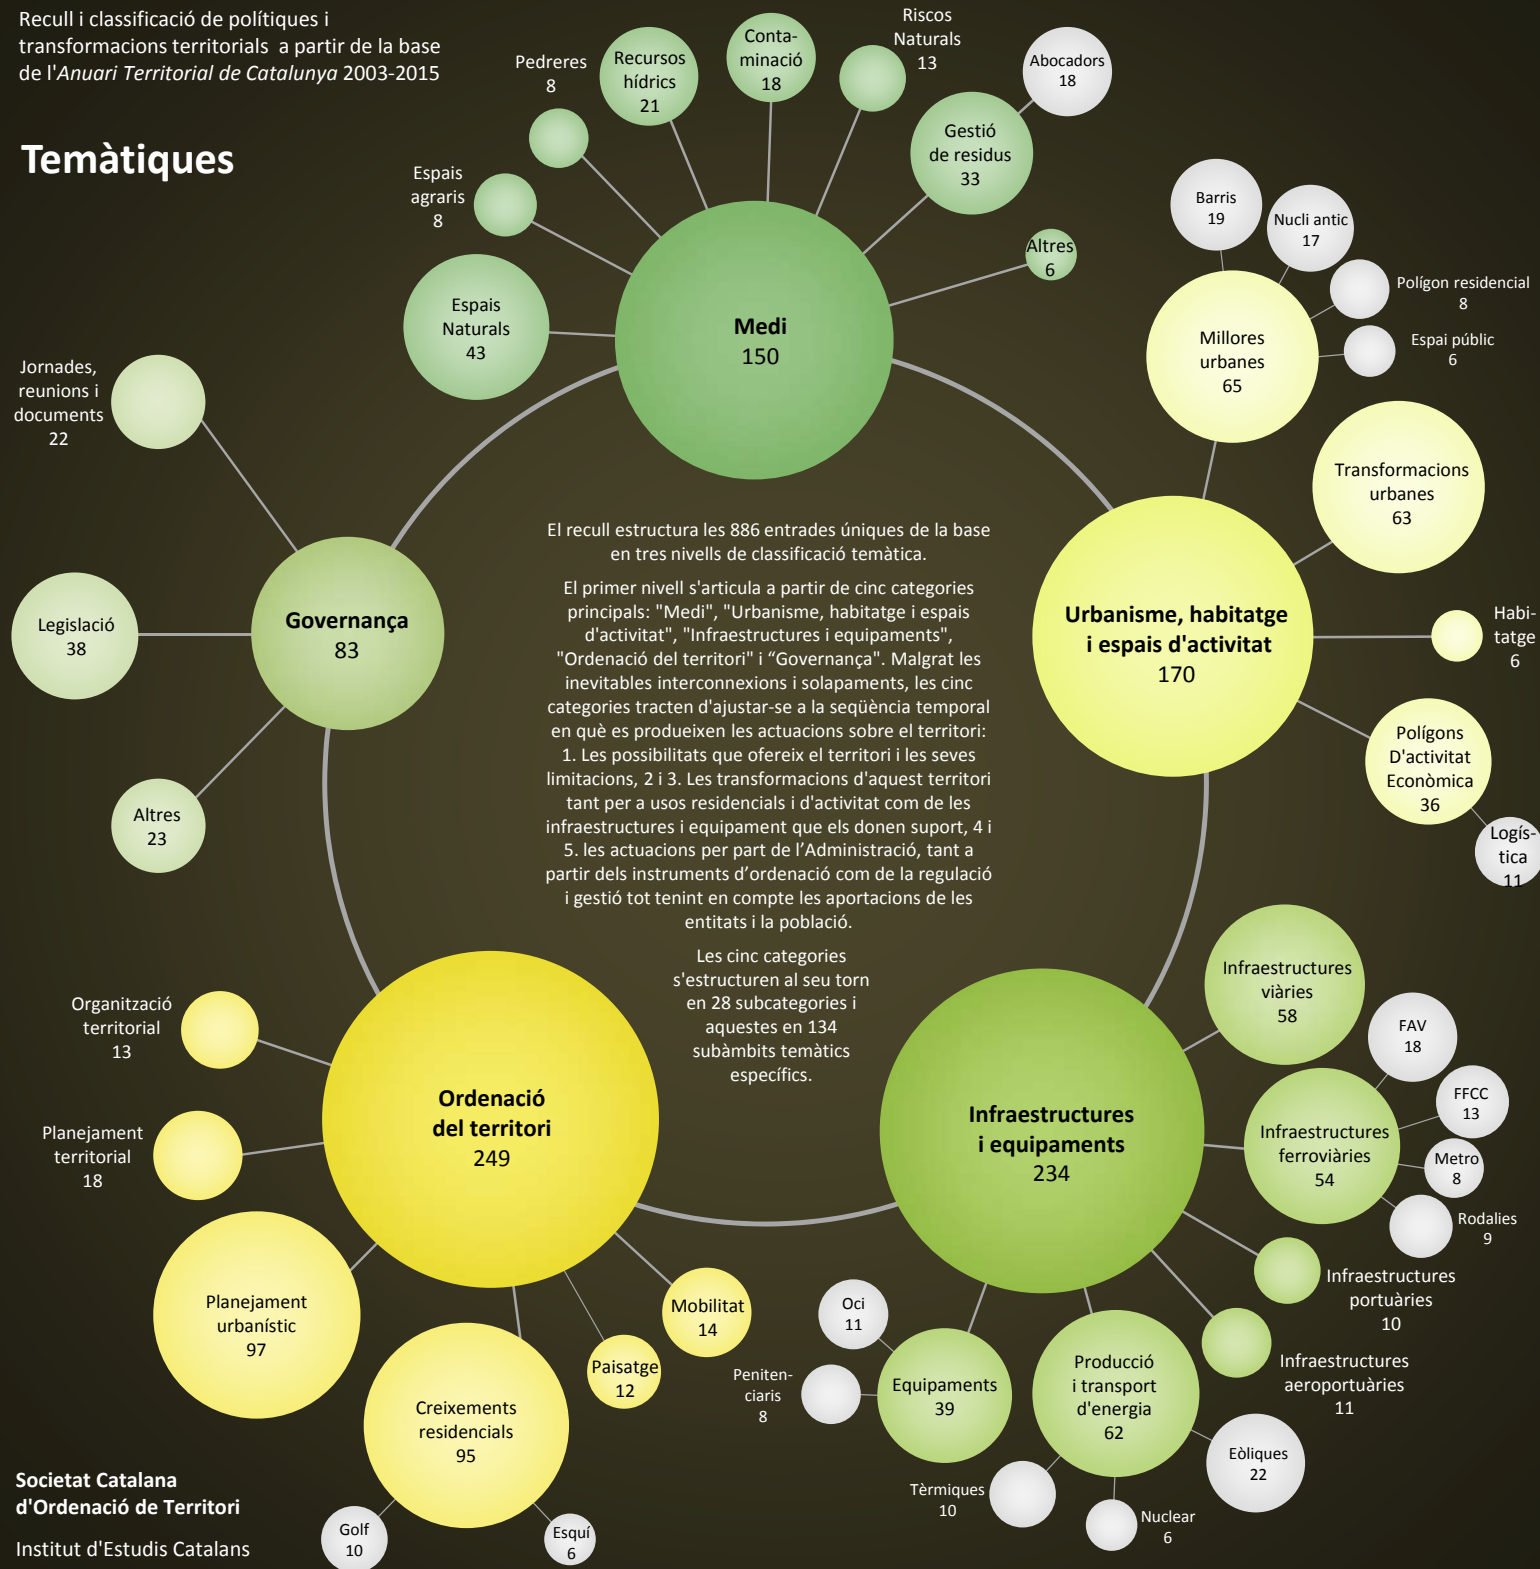 Recull i classificació de polítiques i
transformacions territorials a partir de la base
de l'Anuari Territorial de Catalunya 2003-2015
Temàtiques
Pedreres
8
Recursos
hídrics
21
Conta-
minació
18
Riscos
Naturals
13
Abocadors
18
Gestió
de residus
33
Espais
agraris
8
Altres
6
Espais
Naturals
43
Medi
150
Barris
19
Nucli antic
17
Polígon residencial
8
Espai públic
6
Millores
urbanes
65
Transformacions
urbanes
63
Urbanisme, habitatge
i espais d'activitat
170
Habi-
tatge
6
Polígons
D'activitat
Econòmica
36
Logís-
tica
11
Jornades,
reunions i
documents
22
Legislació
38
Governança
83
Altres
23
El recull estructura les 886 entrades úniques de la base
en tres nivells de classificació temàtica.
El primer nivell s'articula a partir de cinc categories
principals: "Medi", "Urbanisme, habitatge i espais
d'activitat", "Infraestructures i equipaments",
"Ordenació del territori" i “Governança". Malgrat les
inevitables interconnexions i solapaments, les cinc
categories tracten d'ajustar-se a la seqüència temporal
en què es produeixen les actuacions sobre el territori:
1. Les possibilitats que ofereix el territori i les seves
limitacions, 2 i 3. Les transformacions d'aquest territori
tant per a usos residencials i d'activitat com de les
infraestructures i equipament que els donen suport, 4 i
5. les actuacions per part de l’Administració, tant a
partir dels instruments d’ordenació com de la regulació
i gestió tot tenint en compte les aportacions de les
entitats i la població.
Les cinc categories
s'estructuren al seu torn
en 28 subcategories i
aquestes en 134
subàmbits temàtics
específics.
Organització
territorial
13
Planejament
territorial
18
Ordenació
del territori
249
Planejament
urbanístic
97
Creixements
residencials
95
Paisatge
12
Mobilitat
14
Golf
10
Esquí
6
Infraestructures
viàries
58
FAV
18
FFCC
13
Metro
8
Rodalies
9
Infraestructures
ferroviàries
54
Infraestructures
i equipaments
234
Infraestructures
portuàries
10
Infraestructures
aeroportuàries
11
Oci
11
Peniten-
ciaris
8
Equipaments
39
Producció
i transport
d'energia
62
Eòliques
22
Tèrmiques
10
Nuclear
6
Societat Catalana
d'Ordenació de Territori
Institut d'Estudis Catalans